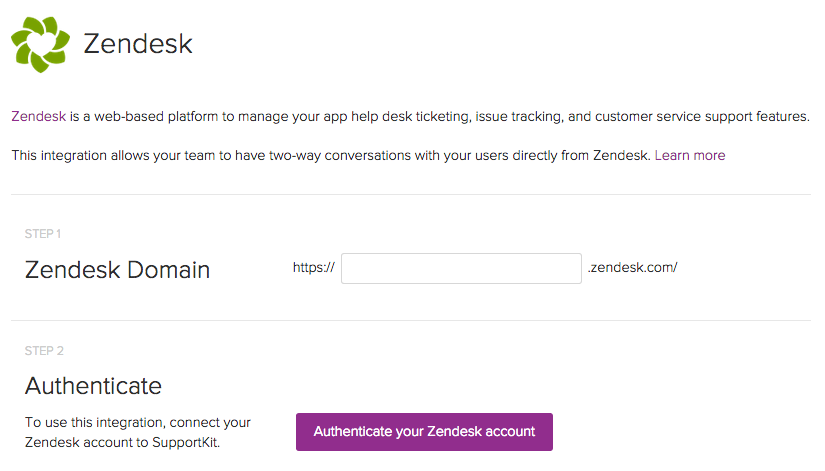 Zendesk
Zendesk is a web-based platform to manage your app help desk ticketing, issue tracking, and customer service support features.
This integration allows your team to have two-way conversations with your users directly from Zendesk. Learn more
STEP 1
Zendesk Domain https:// .zendesk.com/
STEP 2
Authenticate
To use this integration, connect your
Zendesk account to SupportKit.
Authenticate your Zendesk account